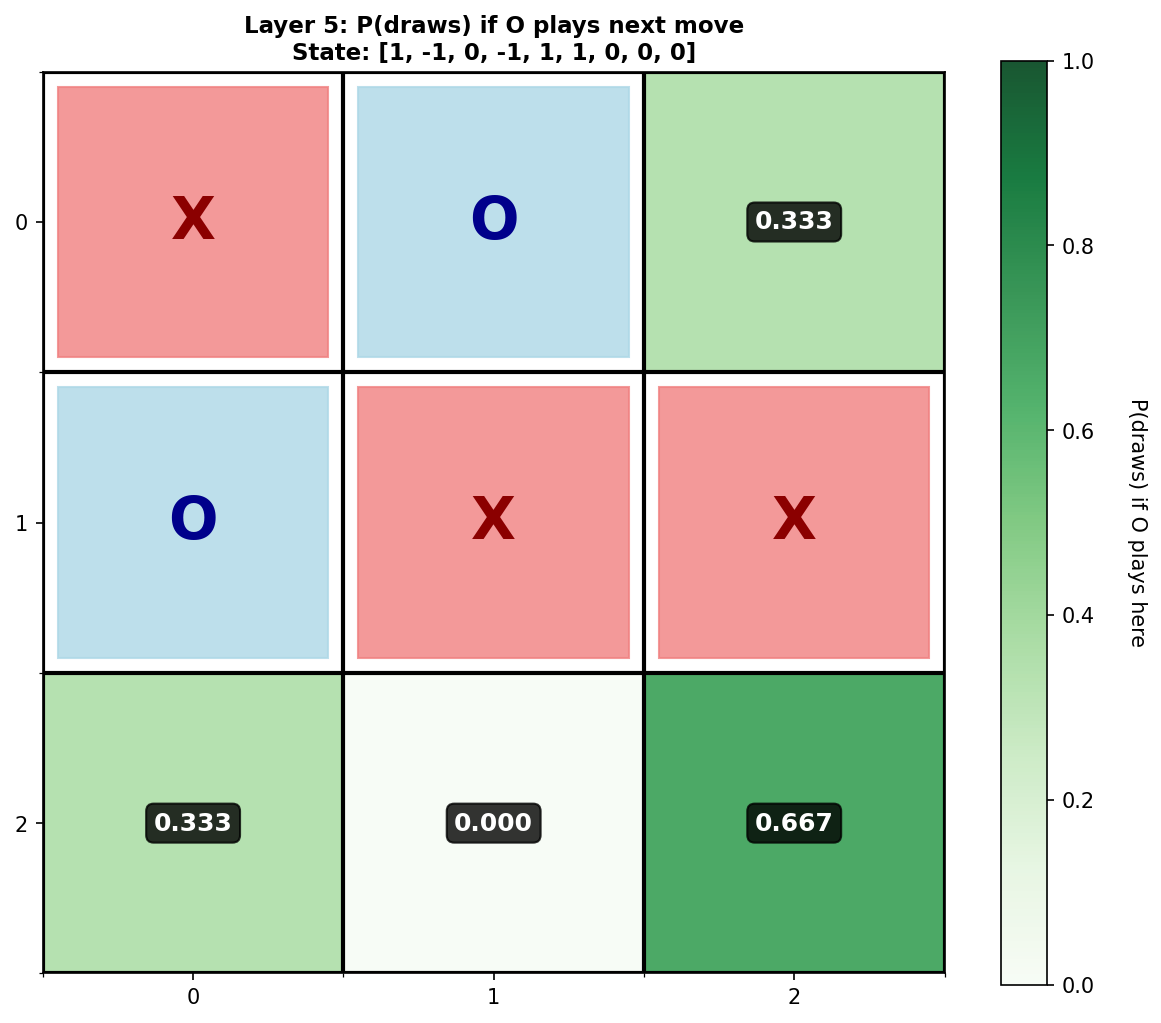 Layer 5: P(draws) if O plays next move
State: [1, -1, 0, -1, 1, 1, 0, 0, 0]
X
O
0.333
O
X
X
0.333
0.000
0.667
0
1
2
0
1
2
1.0
0.8
0.6
0.4
0.2
0.0
P(draws) if O plays here